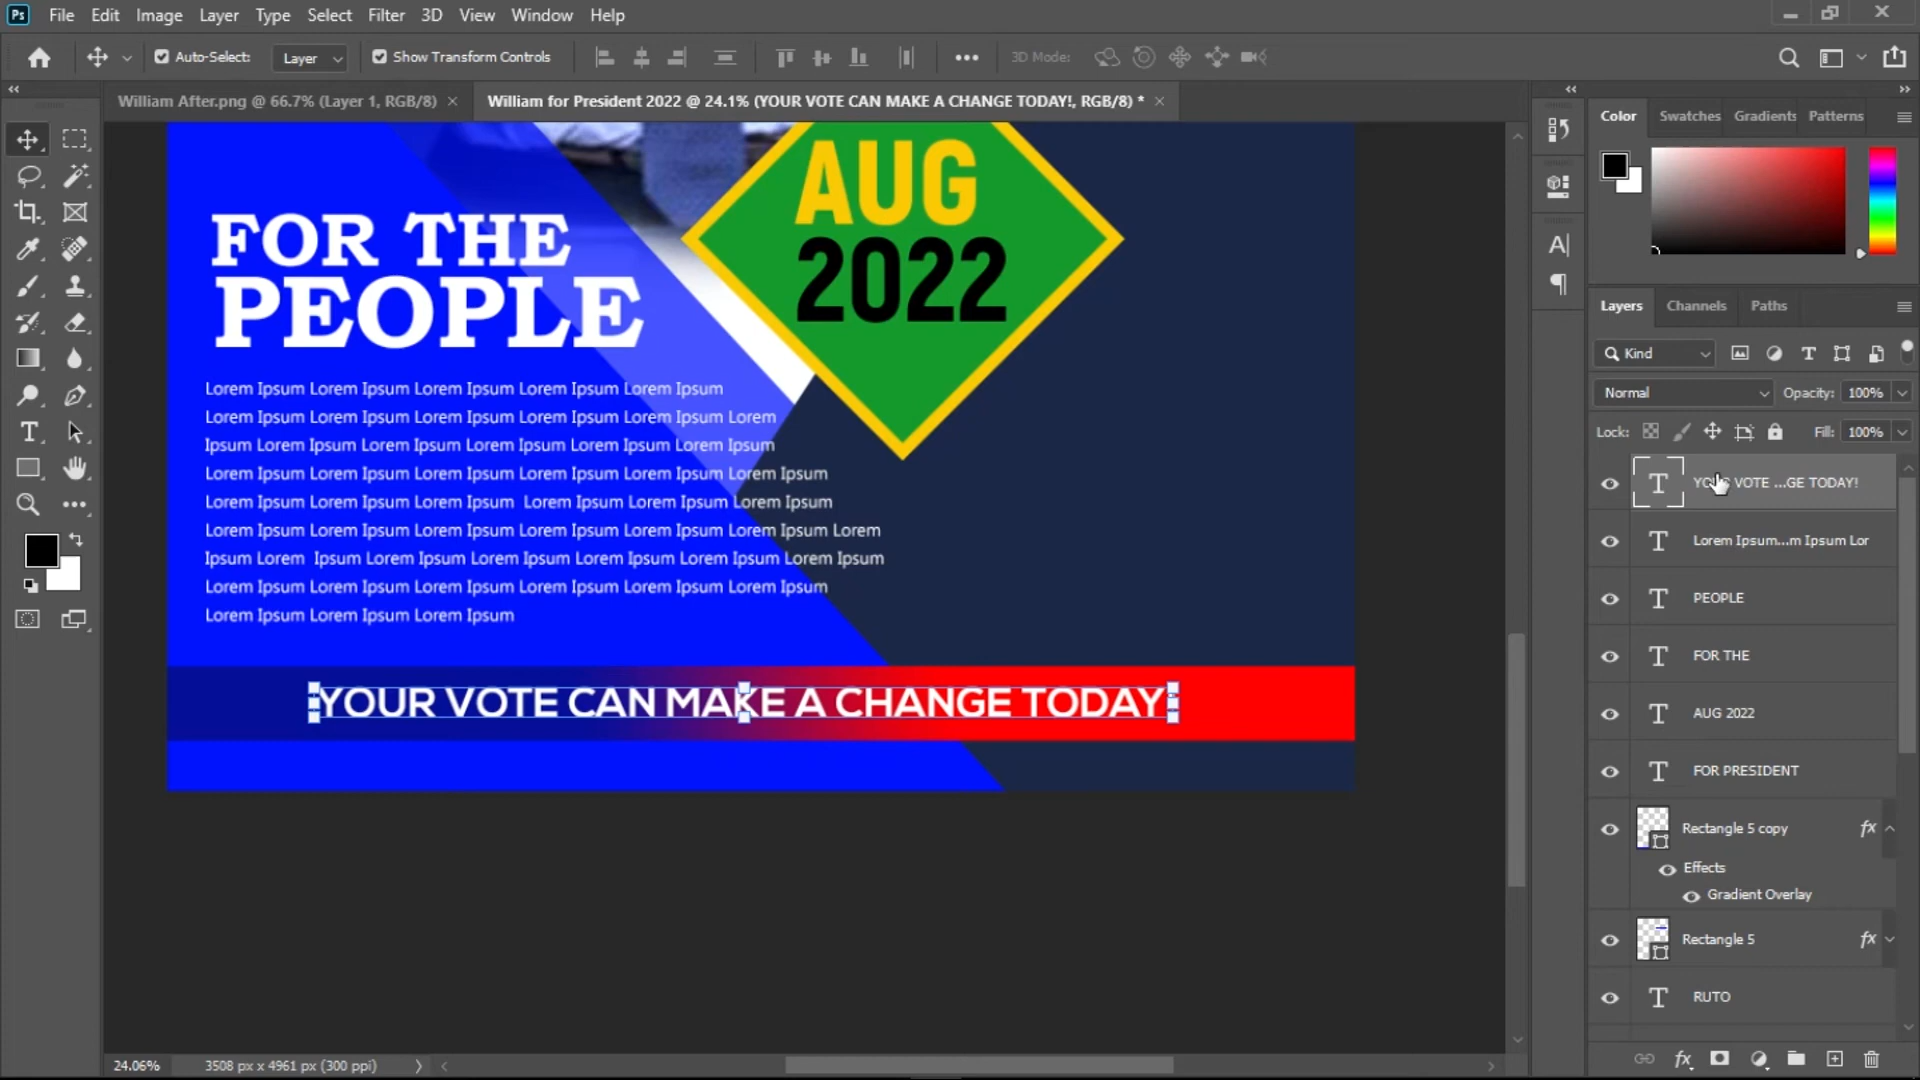 Ps File Edit Image Layer Type Select Filter 3D View Window Help
Auto-Select: Layer Show Transform Controls 3D Mode:
William After.png @ 66.7% (Layer 1, RGB/8) William for President 2022 @ 24.1% (YOUR VOTE CAN MAKE A CHANGE TODAY!, RGB/8) *
Color Swatches Gradients Patterns
AUG
2022
FOR THE
PEOPLE
Lorem Ipsum Lorem Ipsum Lorem Ipsum Lorem Ipsum Lorem Ipsum
Lorem Ipsum Lorem Ipsum Lorem Ipsum Lorem Ipsum Lorem Ipsum Lorem
Ipsum Lorem Ipsum Lorem Ipsum Lorem Ipsum Lorem Ipsum Lorem Ipsum
Lorem Ipsum Lorem Ipsum Lorem Ipsum Lorem Ipsum Lorem Ipsum Lorem Ipsum
Lorem Ipsum Lorem Ipsum Lorem Ipsum Lorem Ipsum Lorem Ipsum Lorem Ipsum
Lorem Ipsum Lorem Ipsum Lorem Ipsum Lorem Ipsum Lorem Ipsum Lorem Ipsum Lorem
Ipsum Lorem Ipsum Lorem Ipsum Lorem Ipsum Lorem Ipsum Lorem Ipsum Lorem Ipsum
Lorem Ipsum Lorem Ipsum Lorem Ipsum Lorem Ipsum Lorem Ipsum Lorem Ipsum
Lorem Ipsum Lorem Ipsum Lorem Ipsum
YOUR VOTE CAN MAKE A CHANGE TODAY
Layers Channels Paths
Kind
Normal Opacity: 100%
Lock: Fill: 100%
VOTE ...GE TODAY!
Lorem Ipsum...m Ipsum Lor
PEOPLE
FOR THE
AUG 2022
FOR PRESIDENT
Rectangle 5 copy fx
Effects
Gradient Overlay
Rectangle 5 fx
RUTO
24.06% 3508 px x 4961 px (300 ppi)
fx